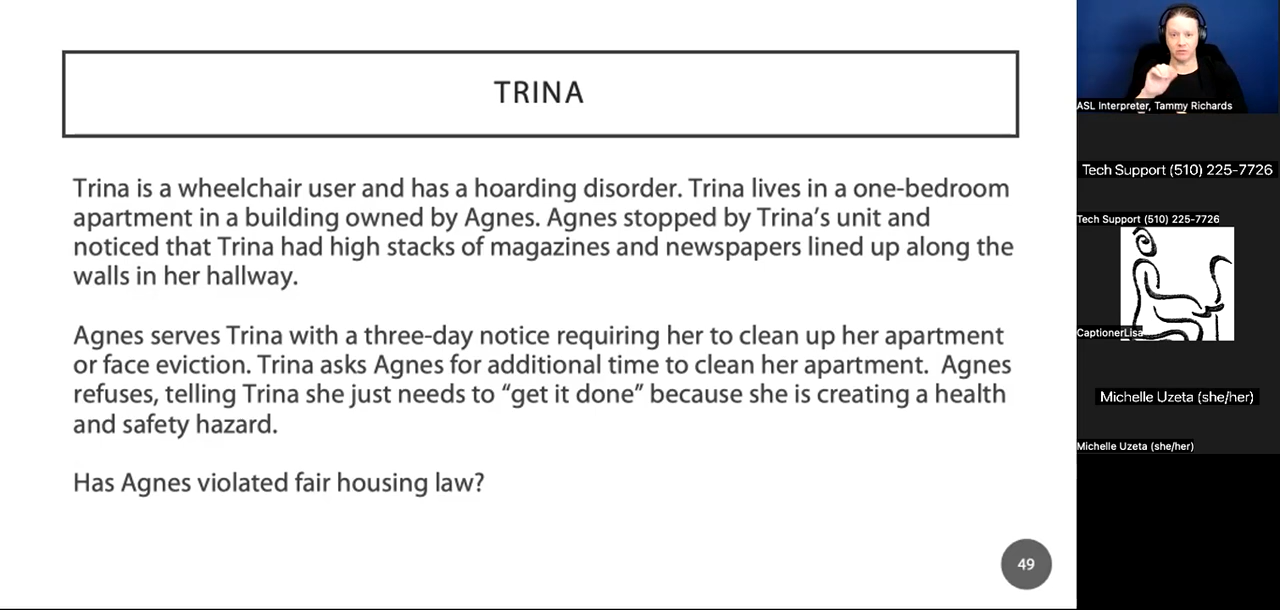 TRINA
Trina is a wheelchair user and has a hoarding disorder. Trina lives in a one-bedroom
apartment in a building owned by Agnes. Agnes stopped by Trina’s unit and
noticed that Trina had high stacks of magazines and newspapers lined up along the
walls in her hallway.
Agnes serves Trina with a three-day notice requiring her to clean up her apartment
or face eviction. Trina asks Agnes for additional time to clean her apartment.  Agnes
refuses, telling Trina she just needs to “get it done” because she is creating a health
and safety hazard.
Has Agnes violated fair housing law?
49
ASL Interpreter, Tammy Richards
Tech Support (510) 225-7726
Tech Support (510) 225-7726
CaptionerLisa
Michelle Uzeta (she/her)
Michelle Uzeta (she/her)